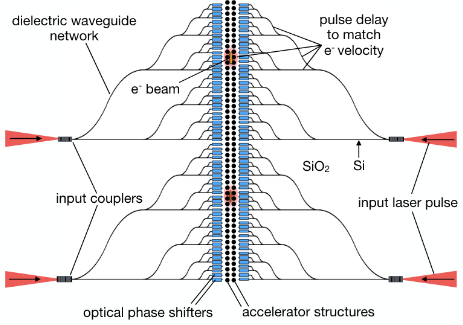 dielectric waveguide
network
pulse delay
to match
e⁻ velocity
e⁻ beam
SiO₂
Si
input couplers
input laser pulse
optical phase shifters
accelerator structures